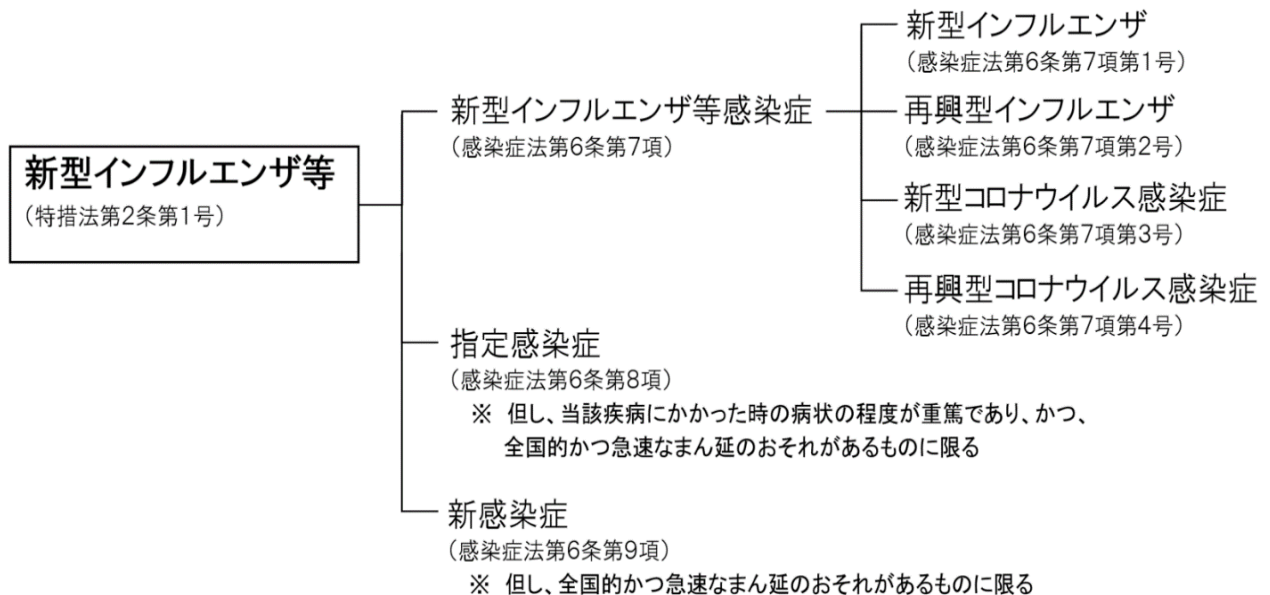 新型インフルエンザ等
（特措法第2条第1号）
新型インフルエンザ等感染症
（感染症法第6条第7項）
新型インフルエンザ
（感染症法第6条第7項第1号）
再興型インフルエンザ
（感染症法第6条第7項第2号）
新型コロナウイルス感染症
（感染症法第6条第7項第3号）
再興型コロナウイルス感染症
（感染症法第6条第7項第4号）
指定感染症
（感染症法第6条第8項）
※ 但し、当該疾病にかかった時の病状の程度が重篤であり、かつ、
全国的かつ急速なまん延のおそれがあるものに限る
新感染症
（感染症法第6条第9項）
※ 但し、全国的かつ急速なまん延のおそれがあるものに限る